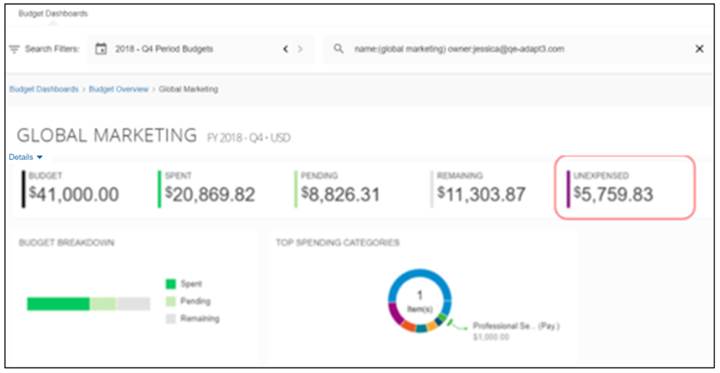 Budget Dashboards
Search Filters: 2018 - Q4 Period Budgets < > name:(global marketing) owner:jessica@qe-adapt3.com ×
Budget Dashboards > Budget Overview > Global Marketing
GLOBAL MARKETING FY 2018 - Q4 • USD
Details
BUDGET SPENT PENDING REMAINING UNEXPENSED
$41,000.00 $20,869.82 $8,826.31 $11,303.87 $5,759.83
BUDGET BREAKDOWN TOP SPENDING CATEGORIES
Spent
Pending
Remaining
1
Item(s)
Professional Se... (Pay.)
$1,000.00